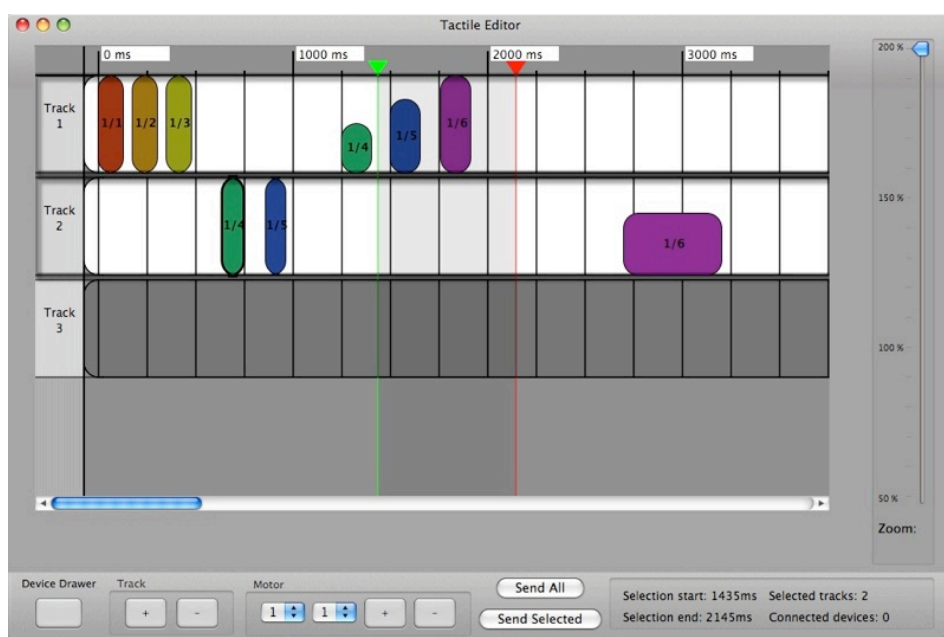 Tactile Editor
0 ms 1000 ms 2000 ms 3000 ms
200 %
Track
1
1/1 1/2 1/3 1/4 1/5 1/6
150 %
Track
2
1/4 1/5 1/6
Track
3
100 %
50 %
Zoom:
Device Drawer Track Motor
+ - 1 1 + -
Send All
Send Selected
Selection start: 1435ms Selected tracks: 2
Selection end: 2145ms Connected devices: 0